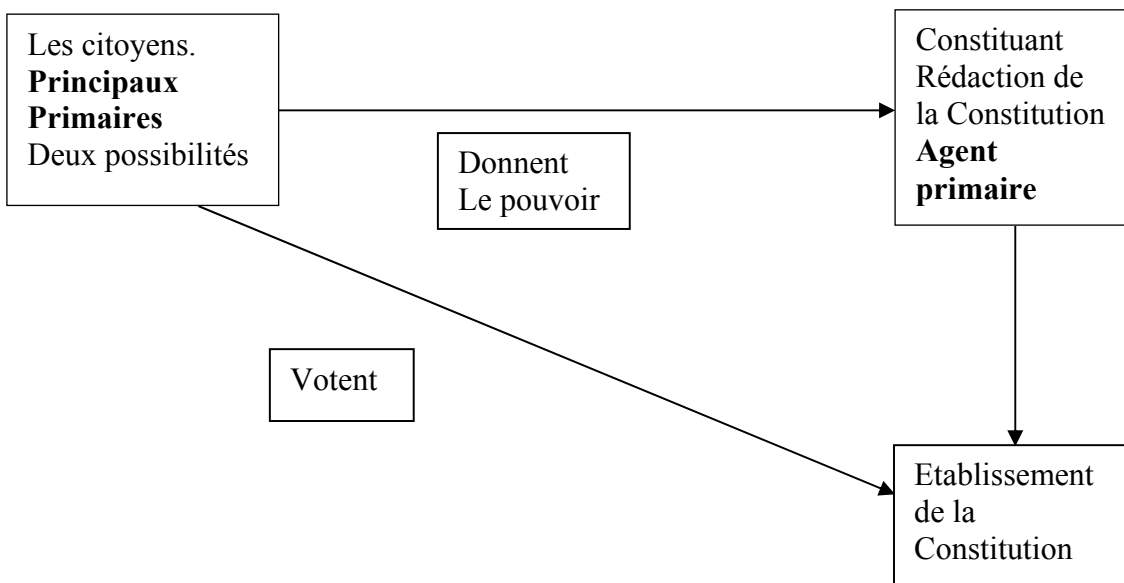 Les citoyens.
Principaux
Primaires
Deux possibilités
Constituant
Rédaction de
la Constitution
Agent
primaire
Donnent
Le pouvoir
Votent
Etablissement
de la
Constitution